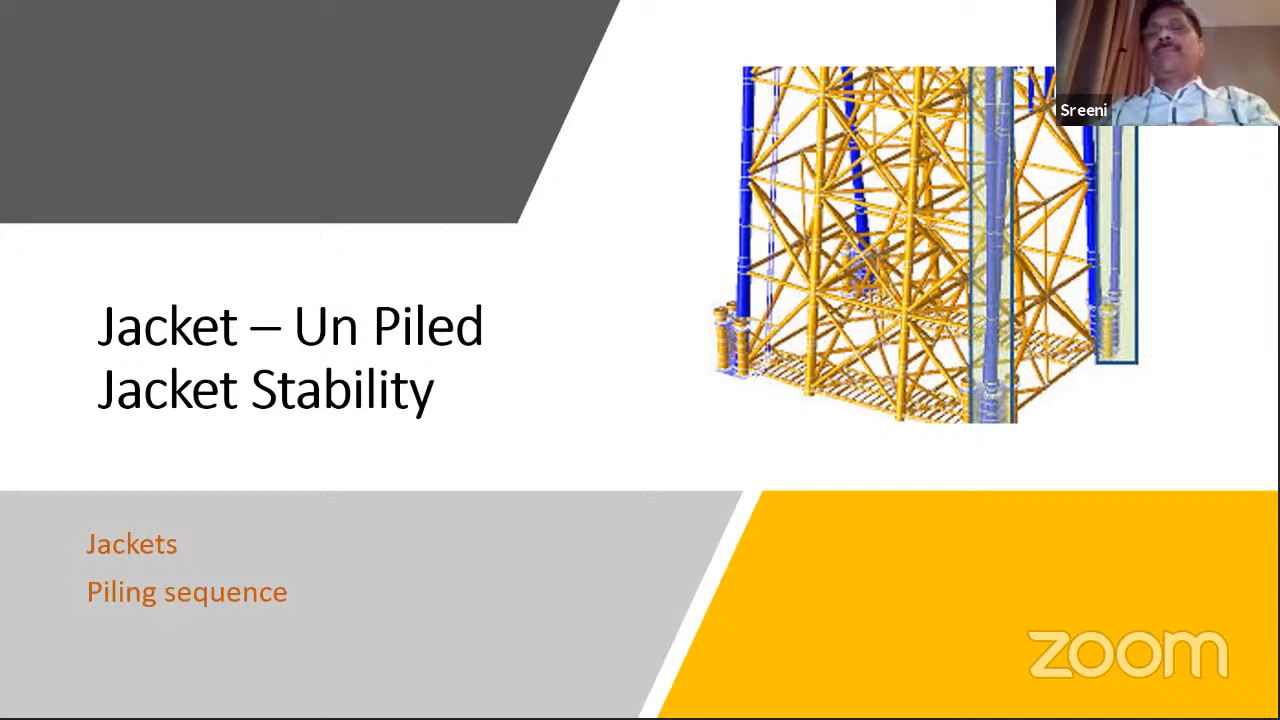 Sreeni
Jacket – Un Piled
Jacket Stability
Jackets
Piling sequence
zoom